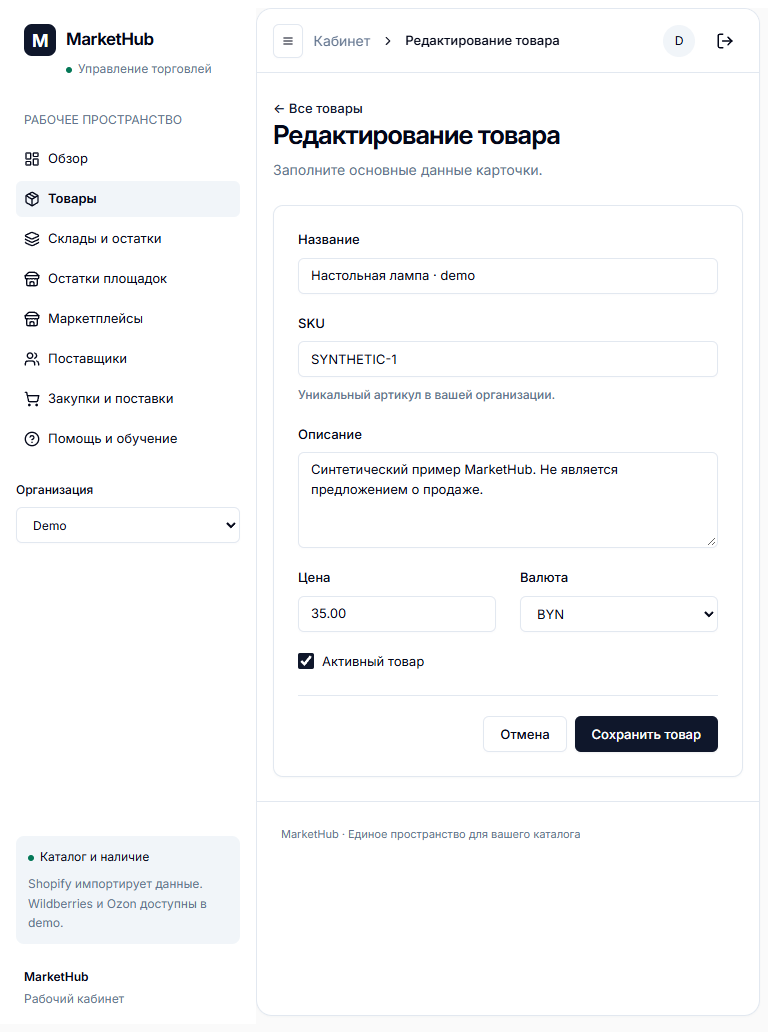 M MarketHub
Управление торговлей
РАБОЧЕЕ ПРОСТРАНСТВО
Обзор
Товары
Склады и остатки
Остатки площадок
Маркетплейсы
Поставщики
Закупки и поставки
Помощь и обучение
Организация
Demo
Каталог и наличие
Shopify импортирует данные.
Wildberries и Ozon доступны в
demo.
MarketHub
Рабочий кабинет
Кабинет > Редактирование товара
D
← Все товары
Редактирование товара
Заполните основные данные карточки.
Название
Настольная лампа · demo
SKU
SYNTHETIC-1
Уникальный артикул в вашей организации.
Описание
Синтетический пример MarketHub. Не является
предложением о продаже.
Цена
35.00
Валюта
BYN
Активный товар
Отмена
Сохранить товар
MarketHub · Единое пространство для вашего каталога